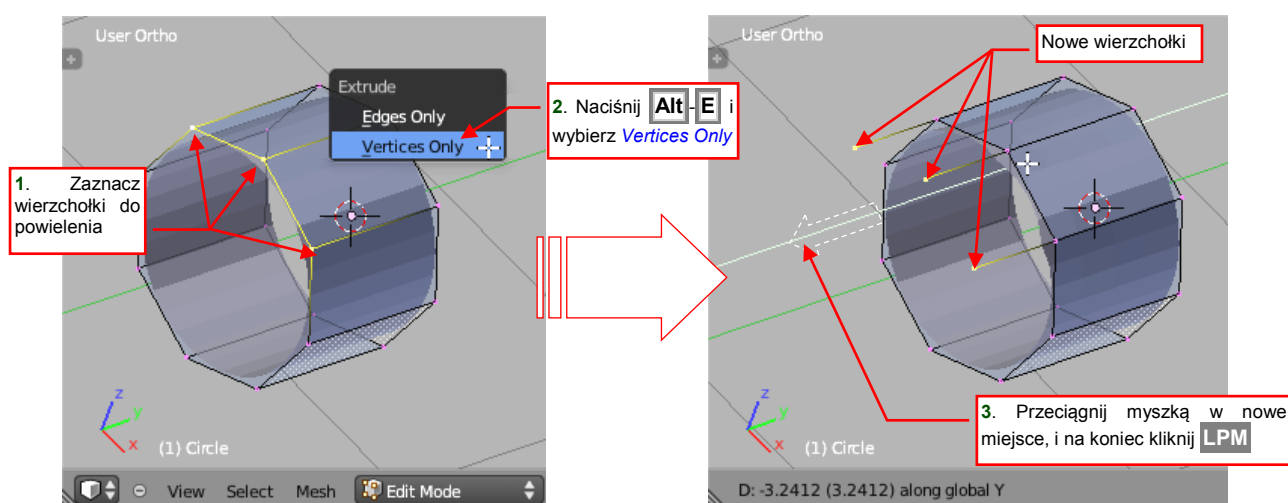 User Ortho
Extrude
Edges Only
Vertices Only
2. Naciśnij Alt-E i
wybierz Vertices Only
1. Zaznacz
wierzchołki do
powielenia
z
y
x
(1) Circle
View Select Mesh Edit Mode
User Ortho
Nowe wierzchołki
3. Przeciągnij myszką w nowe
miejsce, i na koniec kliknij LPM
z
y
x
(1) Circle
D: -3.2412 (3.2412) along global Y